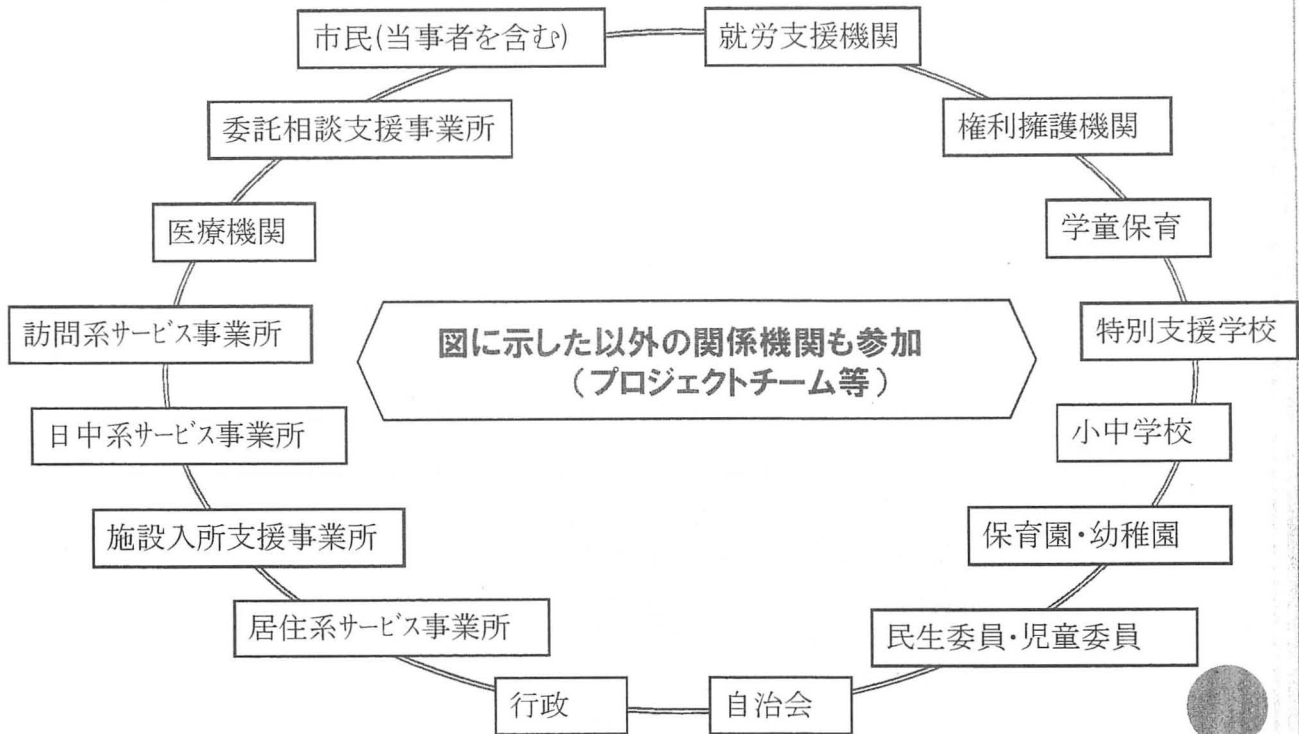 市民(当事者を含む)
就労支援機関
委託相談支援事業所
権利擁護機関
医療機関
学童保育
訪問系サービス事業所
特別支援学校
図に示した以外の関係機関も参加
(プロジェクトチーム等)
日中系サービス事業所
小中学校
施設入所支援事業所
保育園・幼稚園
居住系サービス事業所
民生委員・児童委員
行政
自治会